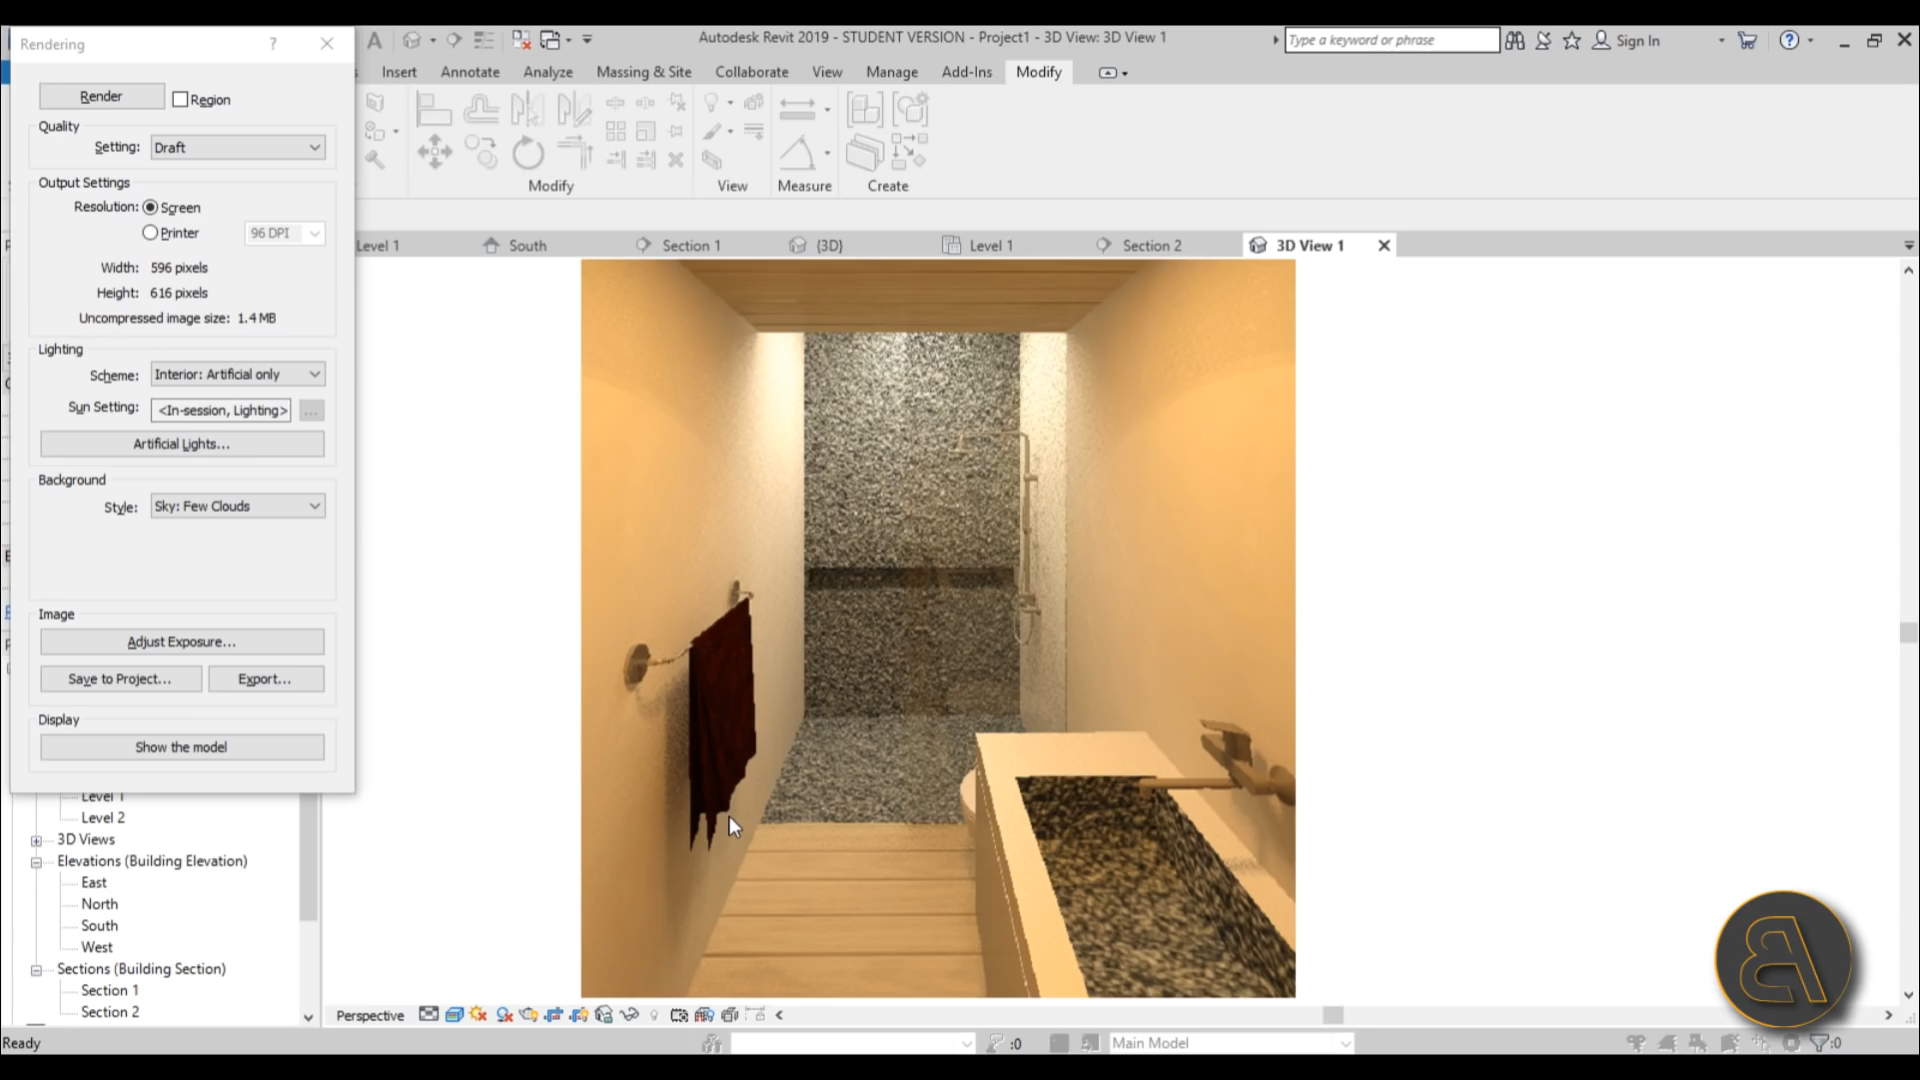 Rendering
?
Autodesk Revit 2019 - STUDENT VERSION - Project1 - 3D View: 3D View 1
Type a keyword or phrase
Sign In
Insert Annotate Analyze Massing & Site Collaborate View Manage Add-Ins Modify
Render Region
Quality
Setting: Draft
Modify View Measure Create
Output Settings
Resolution: Screen
Printer 96 DPI
Level 1 South Section 1 {3D} Level 1 Section 2 3D View 1
Width: 596 pixels
Height: 616 pixels
Uncompressed image size: 1.4 MB
Lighting
Scheme: Interior: Artificial only
Sun Setting: <In-session, Lighting> ...
Artificial Lights...
Background
Style: Sky: Few Clouds
Image
Adjust Exposure...
Save to Project... Export...
Display
Show the model
Level 1
Level 2
3D Views
Elevations (Building Elevation)
East
North
South
West
Sections (Building Section)
Section 1
Section 2
Perspective
Ready
:0
Main Model
:0